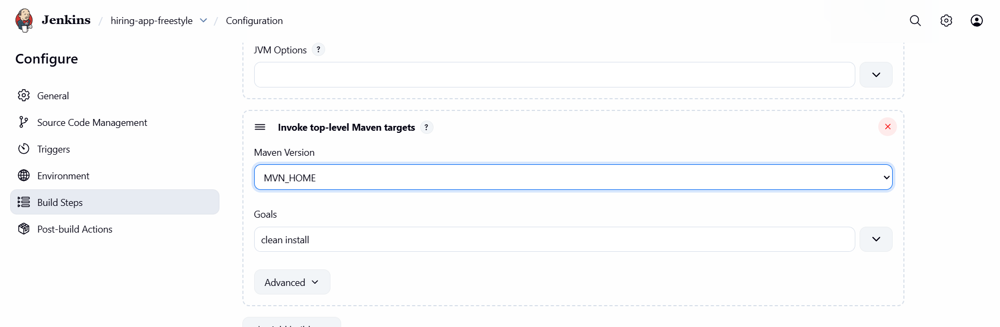 Jenkins / hiring-app-freestyle / Configuration
Configure
General
Source Code Management
Triggers
Environment
Build Steps
Post-build Actions
JVM Options ?
Invoke top-level Maven targets ?
Maven Version
MVN_HOME
Goals
clean install
Advanced